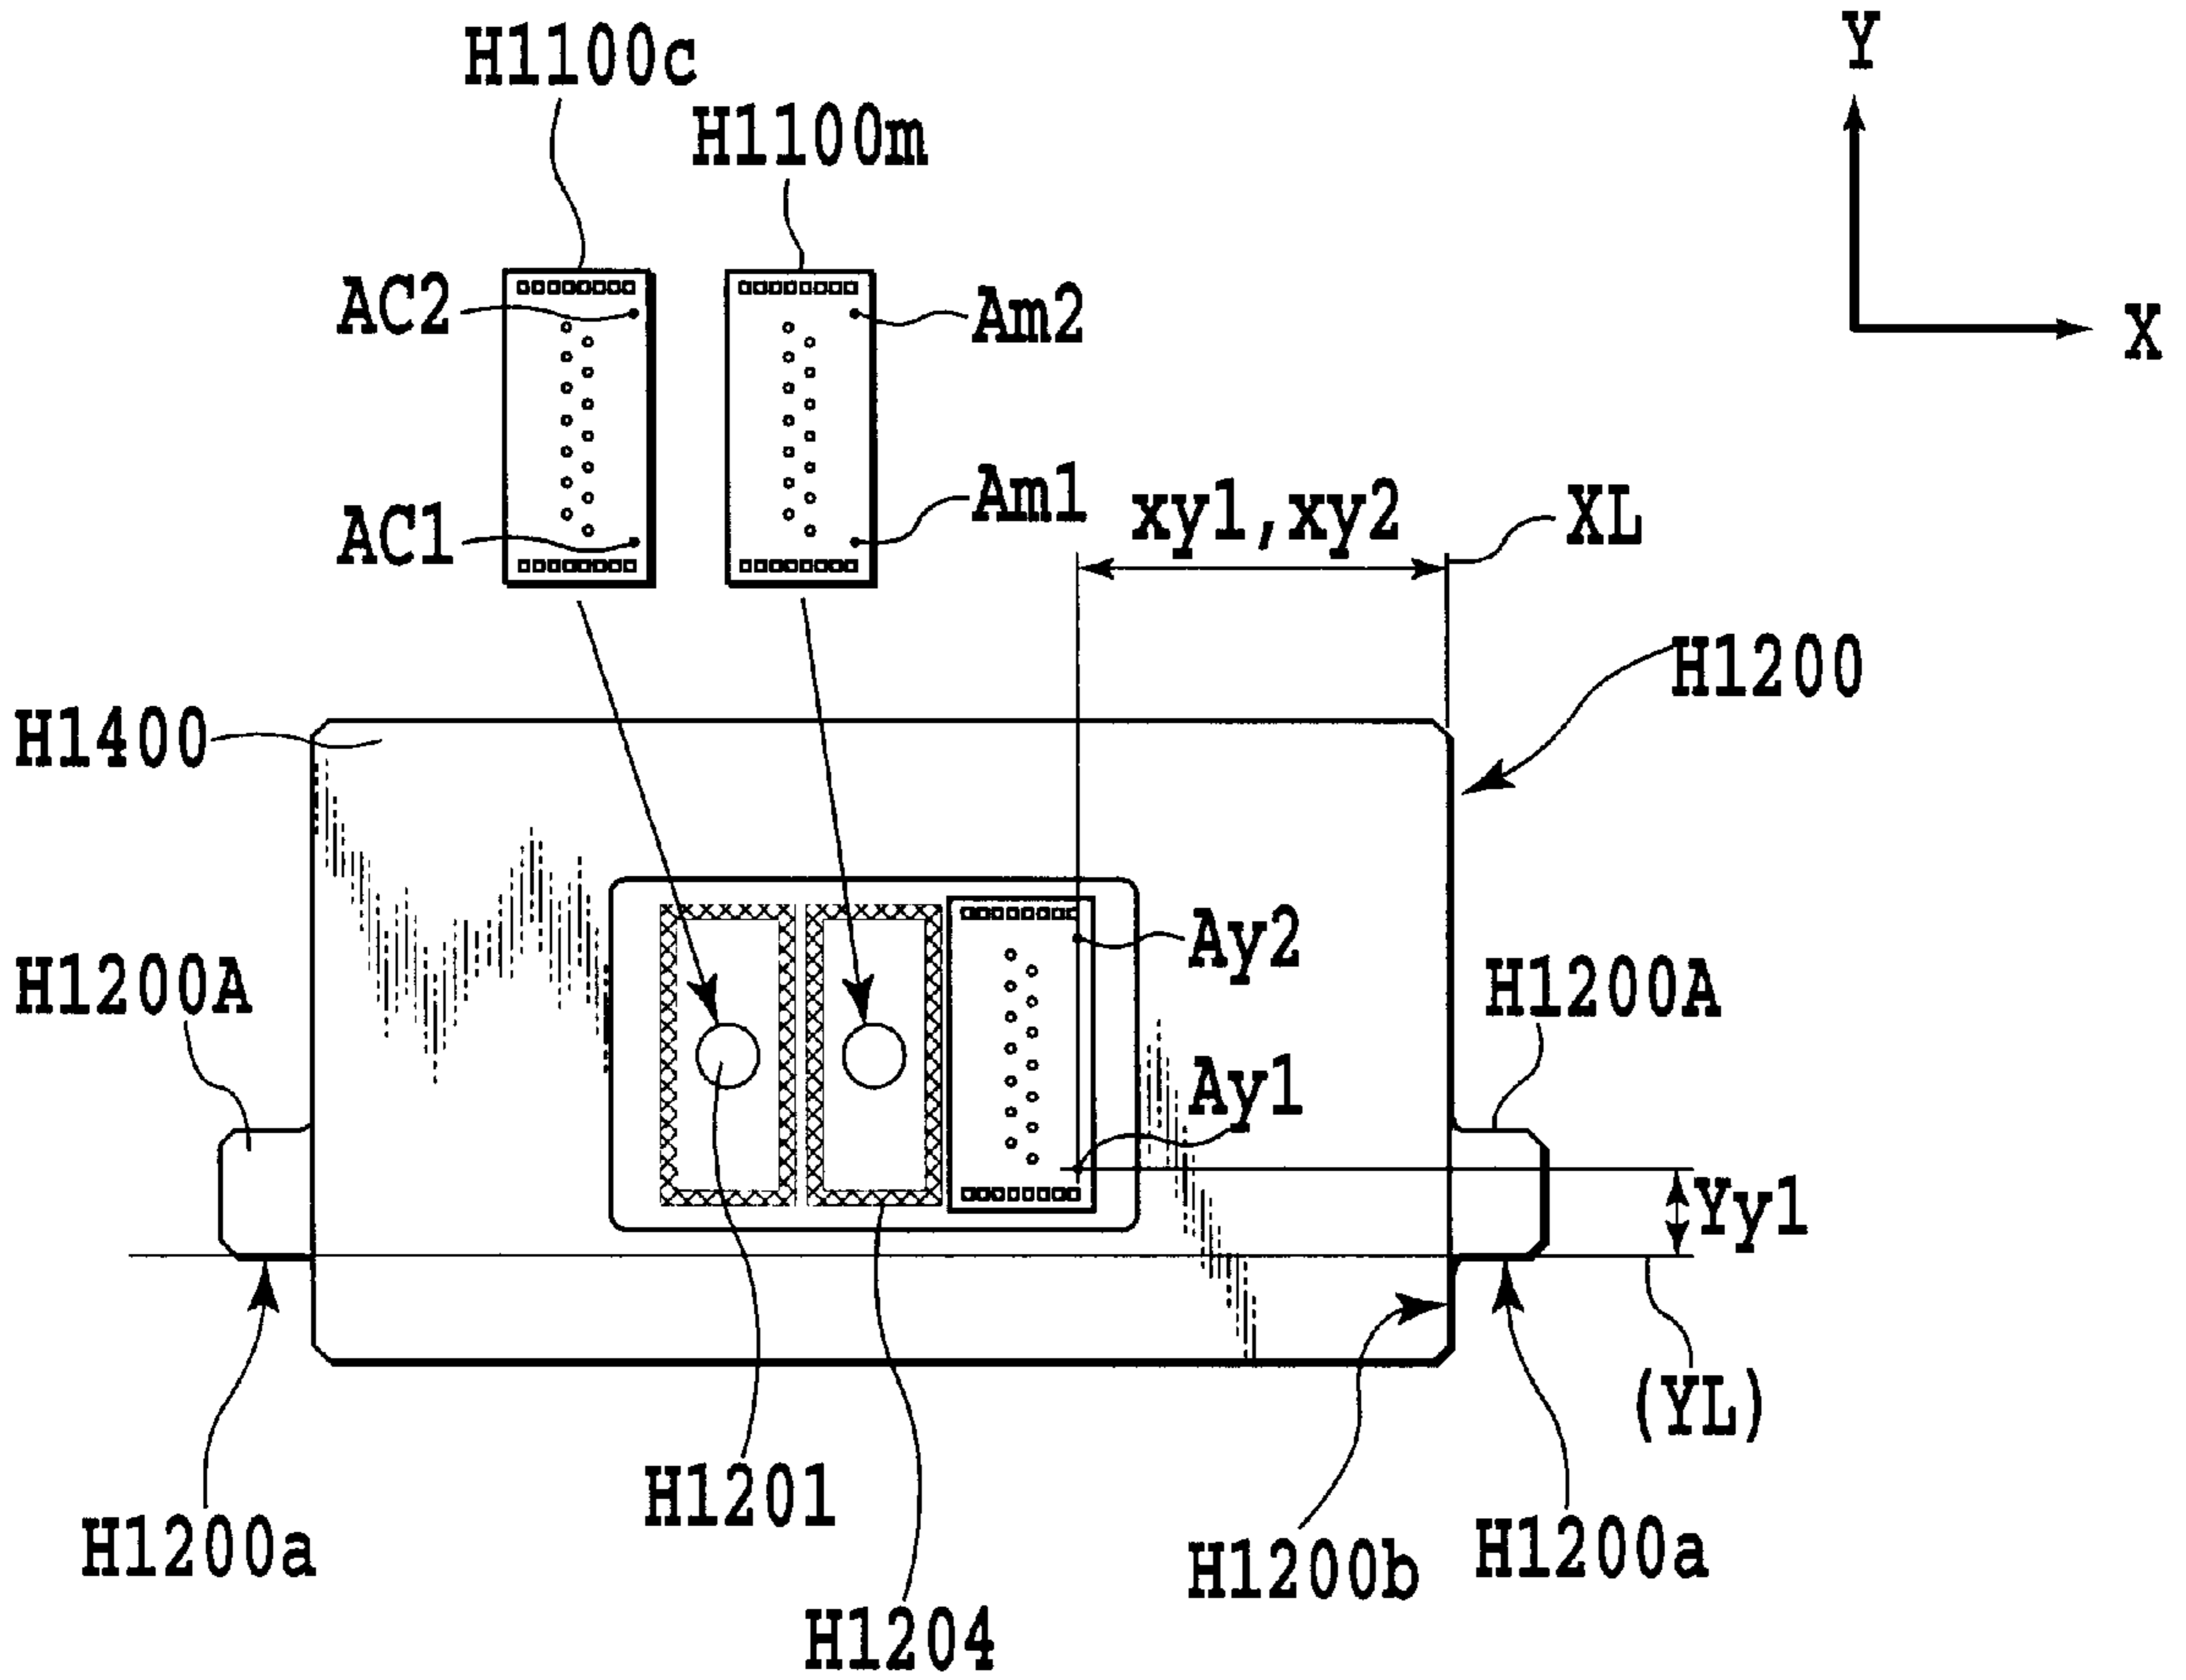 H1100c
Y
H1100m
AC2
Am2
X
Am1
xy1,xy2
XL
AC1
H1200
H1400
Ay2
H1200A
H1200A
Ay1
Yy1
(YL)
H1201
H1200a
H1200b
H1200a
H1204